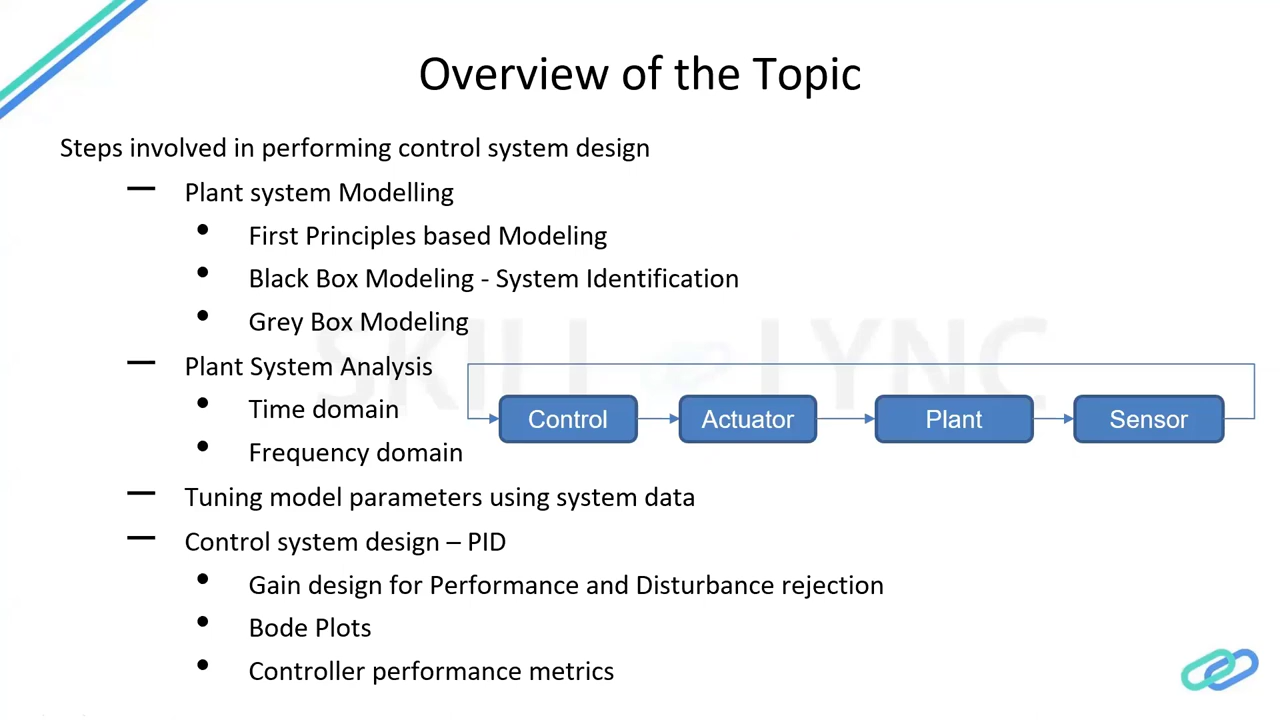 Overview of the Topic
Steps involved in performing control system design
— Plant system Modelling
• First Principles based Modeling
• Black Box Modeling - System Identification
• Grey Box Modeling
SKILL LYNC
— Plant System Analysis
• Time domain
Control Actuator Plant Sensor
• Frequency domain
— Tuning model parameters using system data
— Control system design – PID
• Gain design for Performance and Disturbance rejection
• Bode Plots
• Controller performance metrics